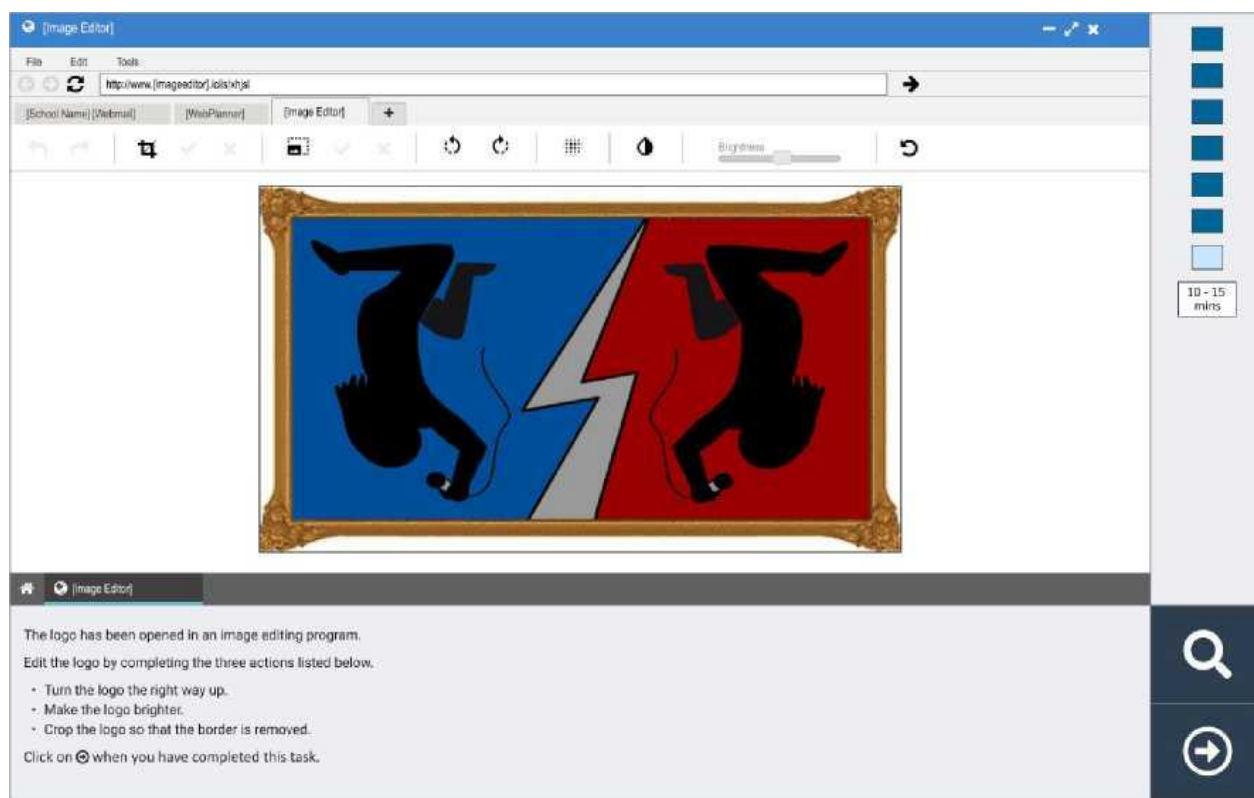 [Image Editor]
File Edit Tools
http://www.[imageeditor].icils/xhjsl
[School Name] [Webmail] [WebPlanner] [Image Editor] +
Brightness
10 - 15
mins
[Image Editor]
The logo has been opened in an image editing program.
Edit the logo by completing the three actions listed below.
• Turn the logo the right way up.
• Make the logo brighter.
• Crop the logo so that the border is removed.
Click on when you have completed this task.